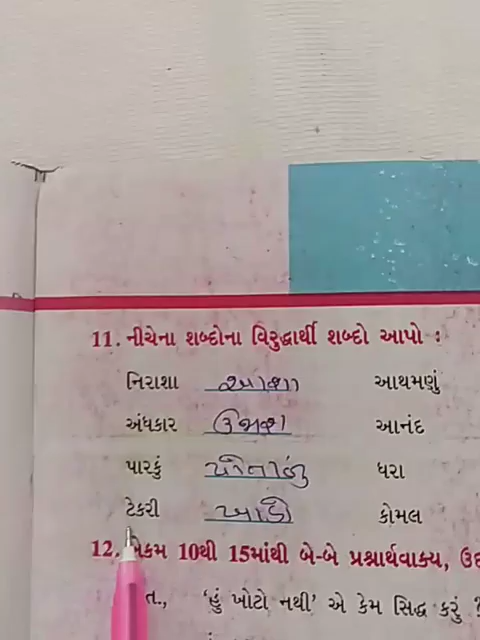 11. નીચેના શબ્દોના વિરુદ્ધાર્થી શબ્દો આપો :
નિરાશા આશા આથમણું
અંધકાર ઉજાશ આનંદ
પારકું પોતાનું ધરા
ટેકરી ખાડી કોમલ
12. એકમ 10થી 15માંથી બે-બે પ્રશ્નાર્થવાક્ય,
ત., 'હું ખોટો નથી' એ કેમ સિદ્ધ કરું ?